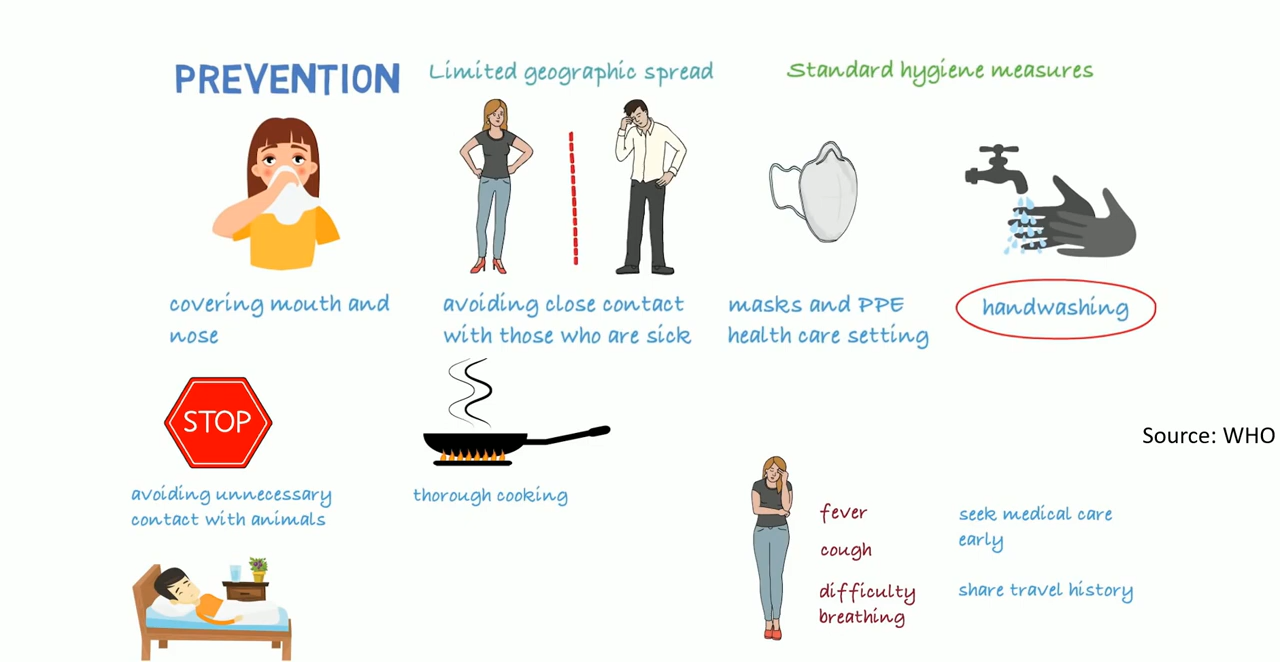 PREVENTION
Limited geographic spread
Standard hygiene measures
covering mouth and
nose
avoiding close contact
with those who are sick
masks and PPE
health care setting
handwashing
STOP
avoiding unnecessary
contact with animals
thorough cooking
Source: WHO
fever
cough
difficulty
breathing
seek medical care
early
share travel history